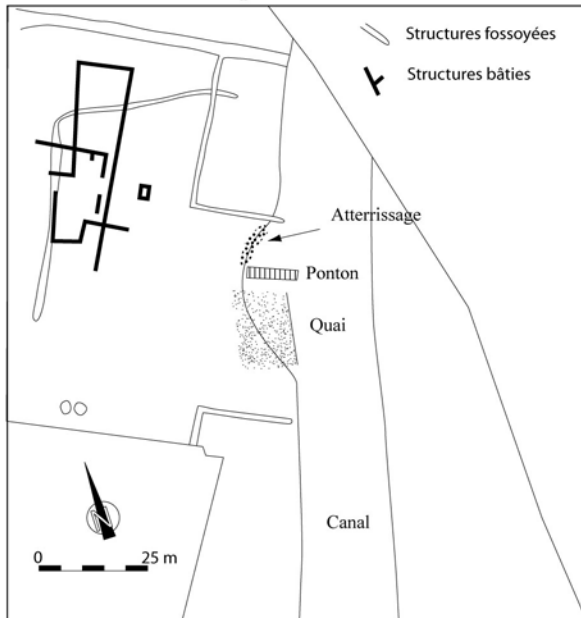 Structures fossoyées
Structures bâties
Atterrissage
Ponton
Quai
Canal
N
0 25 m